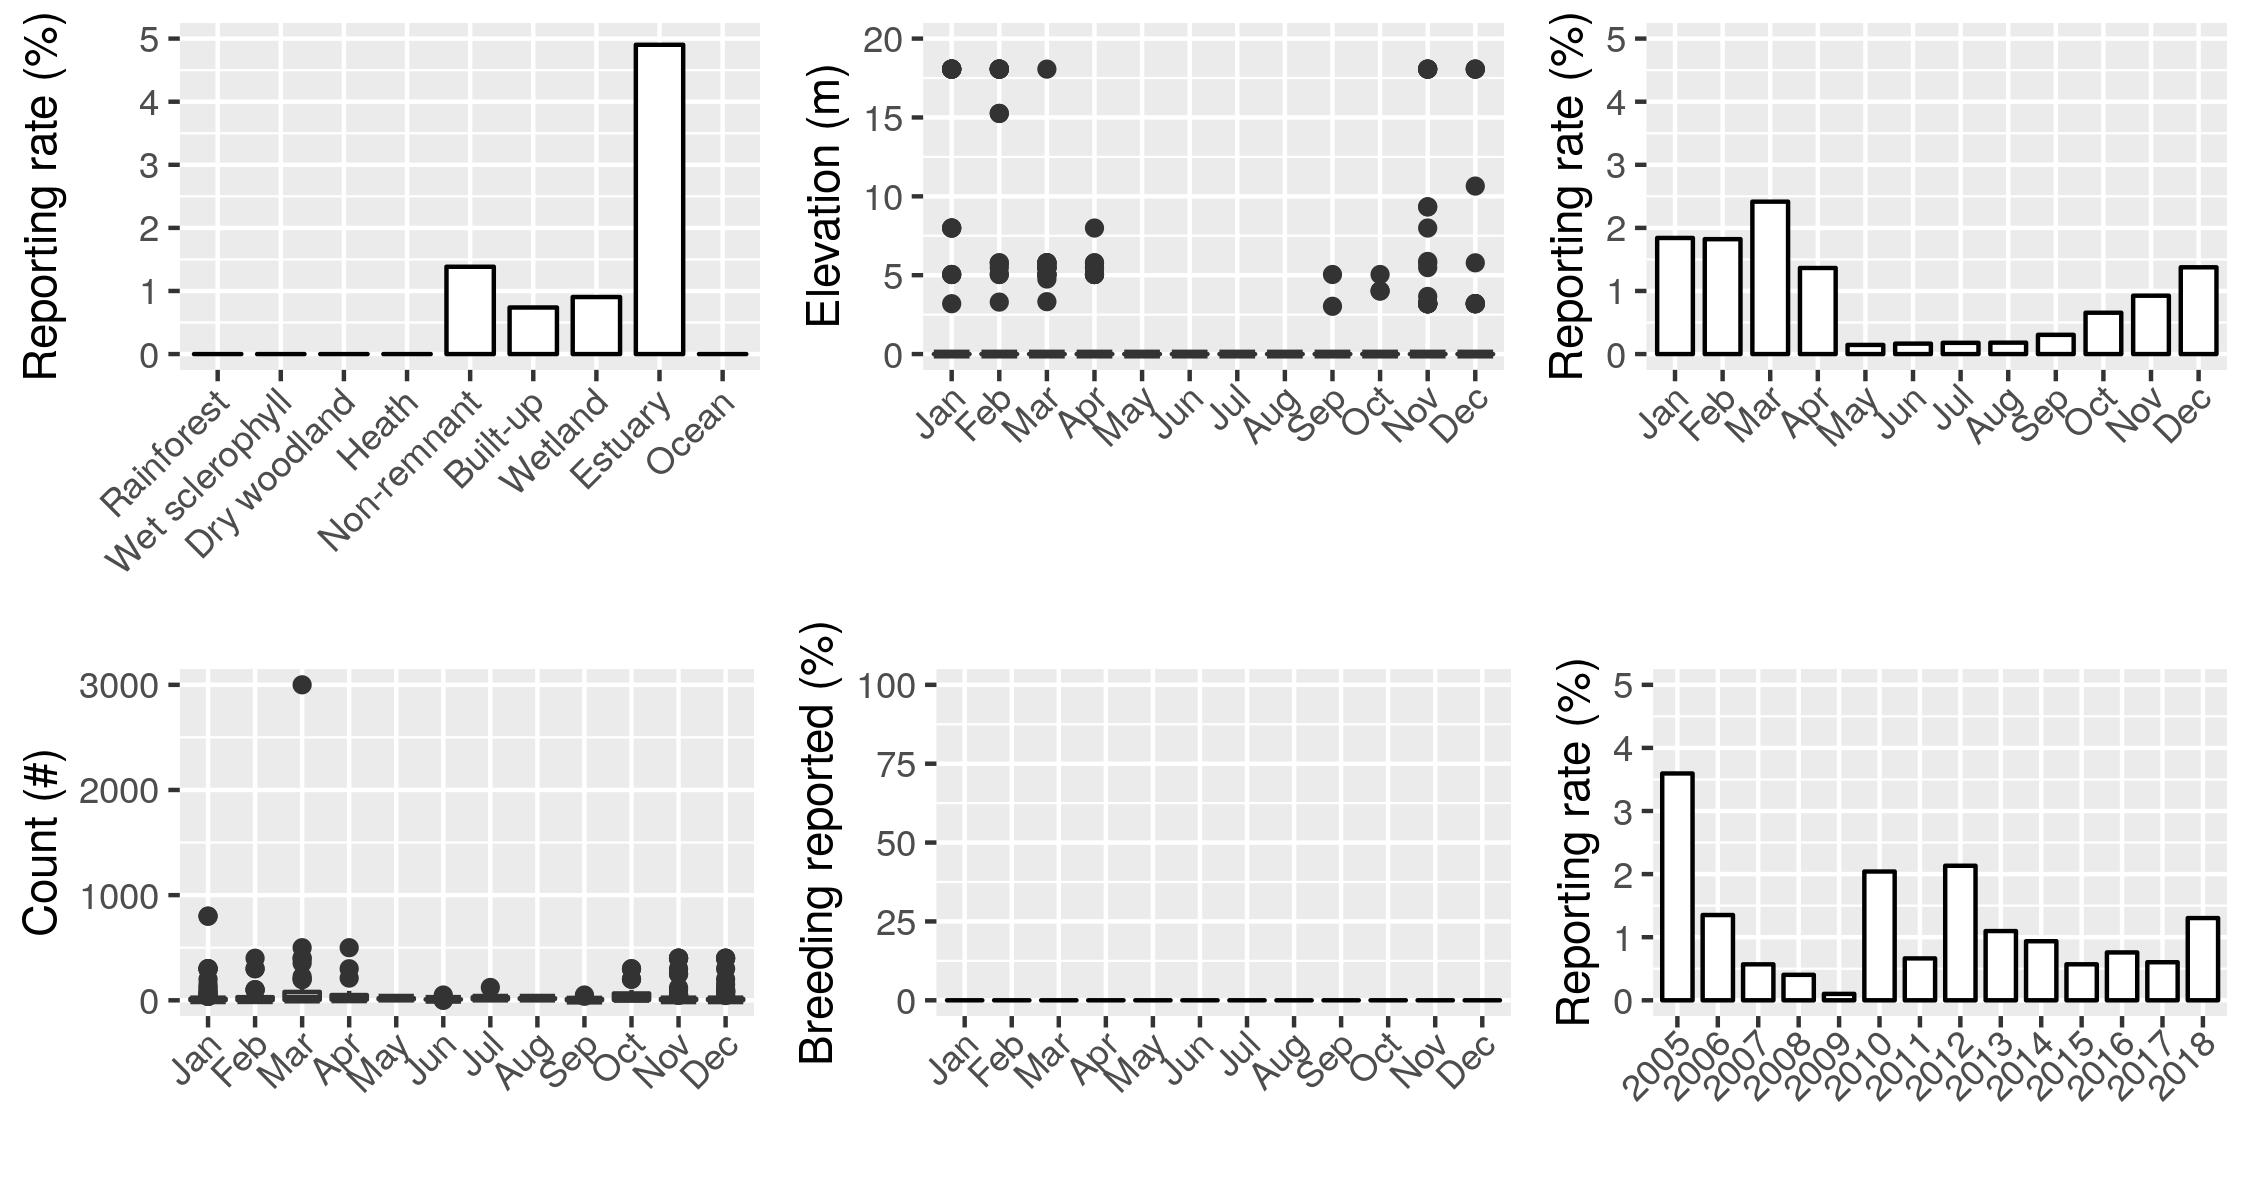 Reporting rate (%)
5
4
3
2
1
0
Rainforest
Wet sclerophyll
Dry woodland
Heath
Non-remnant
Built-up
Wetland
Estuary
Ocean
Elevation (m)
20
15
10
5
0
Jan Feb Mar Apr May Jun Jul Aug Sep Oct Nov Dec
Reporting rate (%)
5
4
3
2
1
0
Jan Feb Mar Apr May Jun Jul Aug Sep Oct Nov Dec
Count (#)
3000
2000
1000
0
Jan Feb Mar Apr May Jun Jul Aug Sep Oct Nov Dec
Breeding reported (%)
100
75
50
25
0
Jan Feb Mar Apr May Jun Jul Aug Sep Oct Nov Dec
Reporting rate (%)
5
4
3
2
1
0
2005 2006 2007 2008 2009 2010 2011 2012 2013 2014 2015 2016 2017 2018